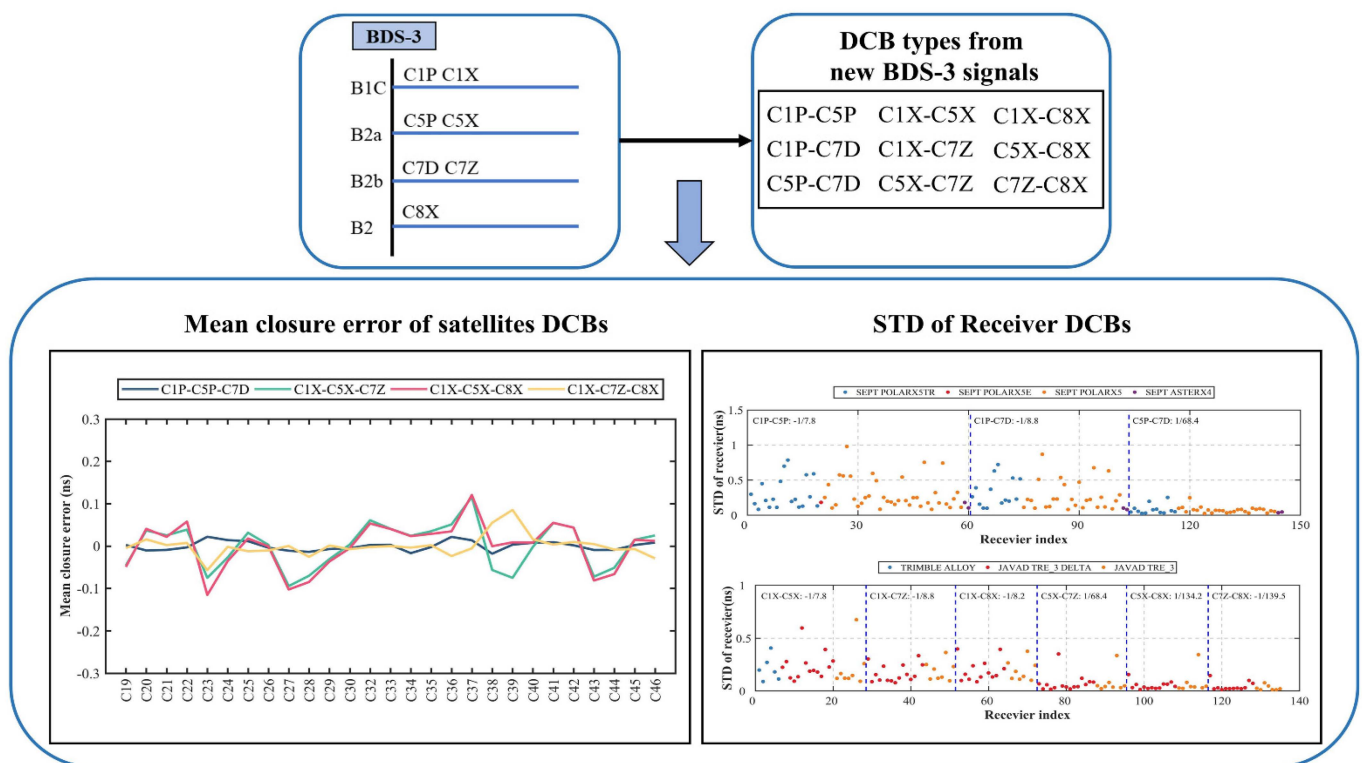 BDS-3
B1C
C1P C1X
B2a
C5P C5X
B2b
C7D C7Z
B2
C8X
DCB types from
new BDS-3 signals
C1P-C5P C1X-C5X C1X-C8X
C1P-C7D C1X-C7Z C5X-C8X
C5P-C7D C5X-C7Z C7Z-C8X
Mean closure error of satellites DCBs
C1P-C5P-C7D C1X-C5X-C7Z C1X-C5X-C8X C1X-C7Z-C8X
Mean closure error (ns)
0.3
0.2
0.1
0
-0.1
-0.2
-0.3
C19 C20 C21 C22 C23 C24 C25 C26 C27 C28 C29 C30 C32 C33 C34 C35 C36 C37 C38 C39 C40 C41 C42 C43 C44 C45 C46
STD of Receiver DCBs
SEPT POLARX5TR SEPT POLARX5E SEPT POLARX5 SEPT ASTERX4
STD of recevier(ns)
1.5
1
0.5
0
C1P-C5P: -1/7.8 C1P-C7D: -1/8.8 C5P-C7D: 1/68.4
0 30 60 90 120 150
Recevier index
TRIMBLE ALLOY JAVAD TRE_3 DELTA JAVAD TRE_3
STD of recevier(ns)
1
0.5
0
C1X-C5X: -1/7.8 C1X-C7Z: -1/8.8 C1X-C8X: -1/8.2 C5X-C7Z: 1/68.4 C5X-C8X: 1/134.2 C7Z-C8X: -1/139.5
0 20 40 60 80 100 120 140
Recevier index